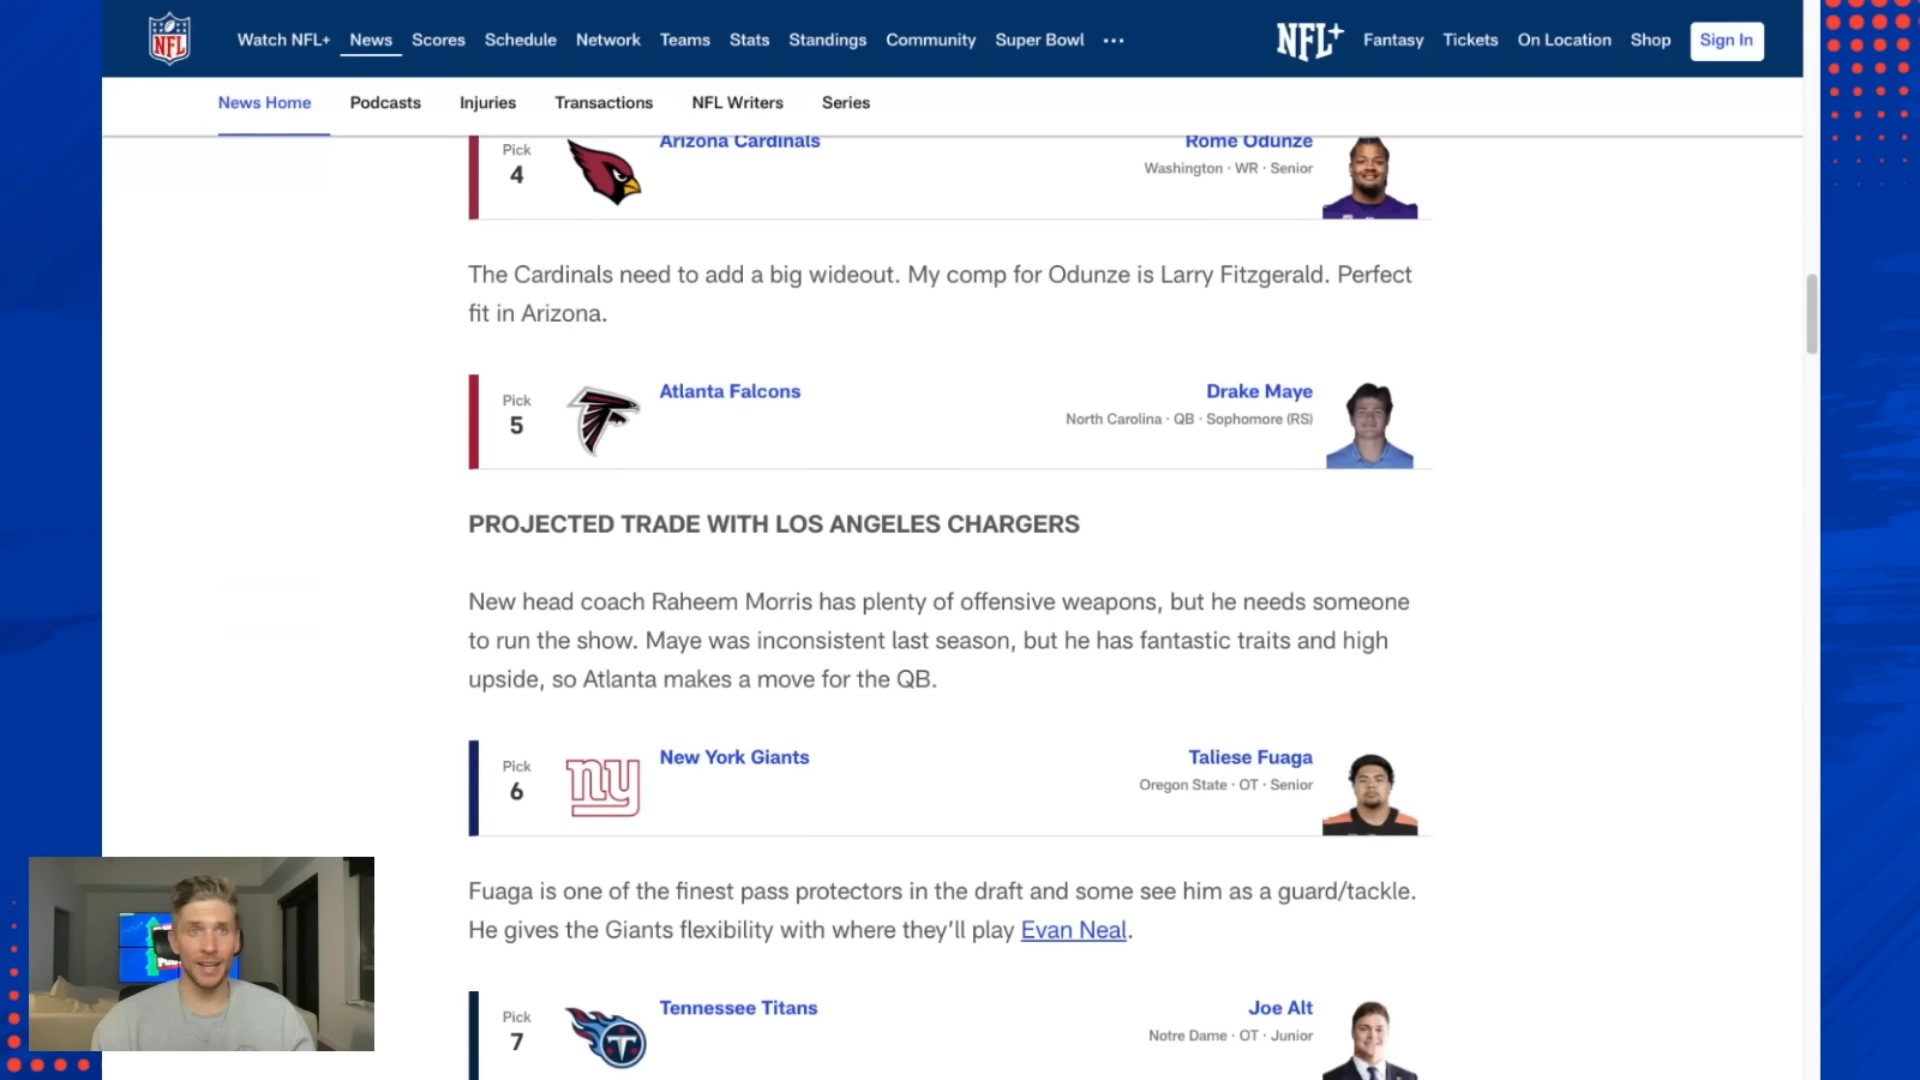 NFL
Watch NFL+ News Scores Schedule Network Teams Stats Standings Community Super Bowl ···
NFL+ Fantasy Tickets On Location Shop Sign In
News Home Podcasts Injuries Transactions NFL Writers Series
Pick
4
Arizona Cardinals
Rome Odunze
Washington · WR · Senior
The Cardinals need to add a big wideout. My comp for Odunze is Larry Fitzgerald. Perfect
fit in Arizona.
Pick
5
Atlanta Falcons
Drake Maye
North Carolina · QB · Sophomore (RS)
PROJECTED TRADE WITH LOS ANGELES CHARGERS
New head coach Raheem Morris has plenty of offensive weapons, but he needs someone
to run the show. Maye was inconsistent last season, but he has fantastic traits and high
upside, so Atlanta makes a move for the QB.
Pick
6
ny
New York Giants
Taliese Fuaga
Oregon State · OT · Senior
Fuaga is one of the finest pass protectors in the draft and some see him as a guard/tackle.
He gives the Giants flexibility with where they’ll play Evan Neal.
Pick
7
T
Tennessee Titans
Joe Alt
Notre Dame · OT · Junior